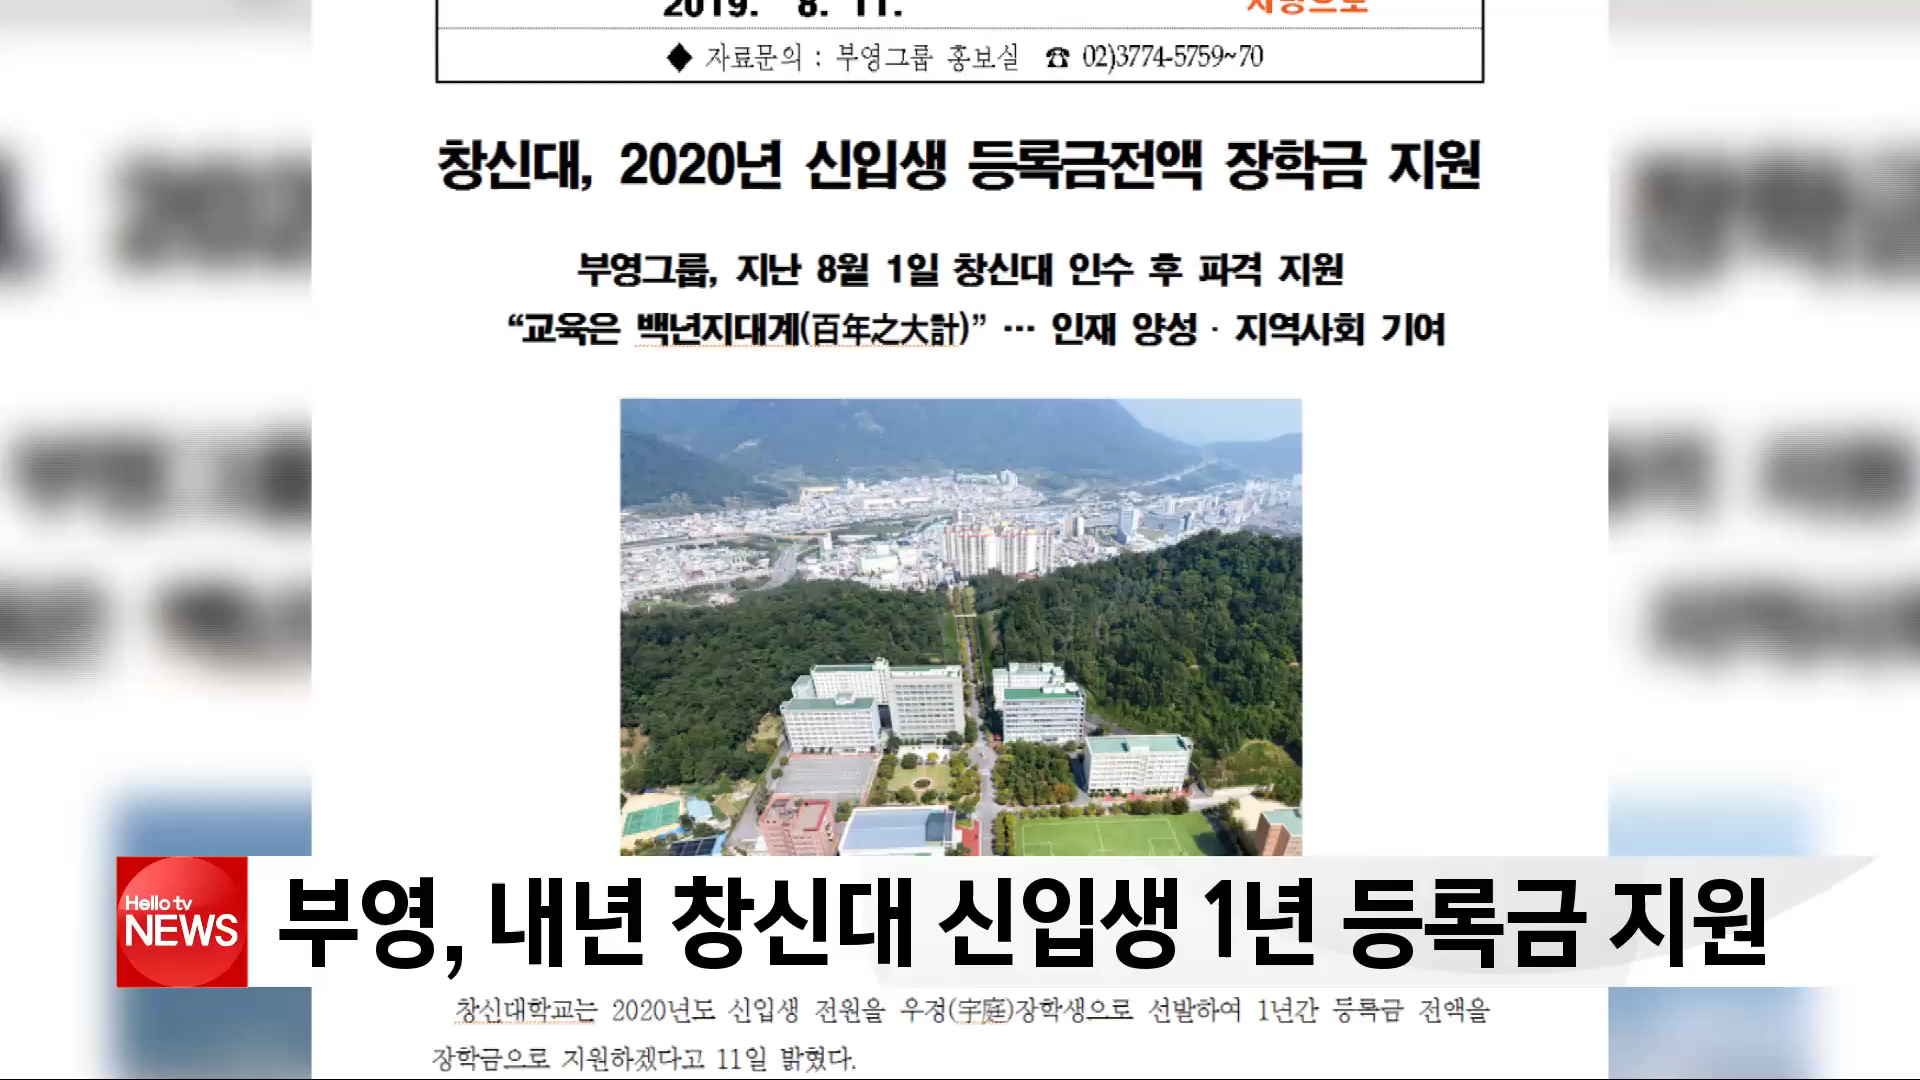 2019. 8. 11.
사랑으로
◆ 자료문의 : 부영그룹 홍보실 ☎ 02)3774-5759~70
창신대, 2020년 신입생 등록금전액 장학금 지원
부영그룹, 지난 8월 1일 창신대 인수 후 파격 지원
“교육은 백년지대계(百年之大計)” … 인재 양성 · 지역사회 기여
Hello tv
NEWS
부영, 내년 창신대 신입생 1년 등록금 지원
창신대학교는 2020년도 신입생 전원을 우정(宇庭)장학생으로 선발하여 1년간 등록금 전액을
장학금으로 지원하겠다고 11일 밝혔다.